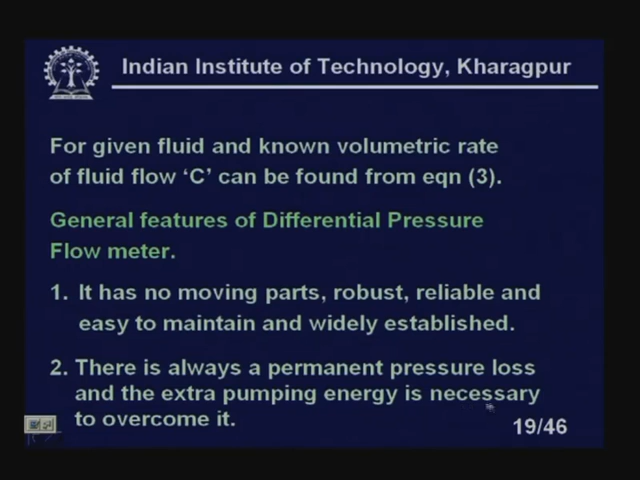 Indian Institute of Technology, Kharagpur
For given fluid and known volumetric rate
of fluid flow ‘C’ can be found from eqn (3).
General features of Differential Pressure
Flow meter.
1. It has no moving parts, robust, reliable and
easy to maintain and widely established.
2. There is always a permanent pressure loss
and the extra pumping energy is necessary
to overcome it.
19/46